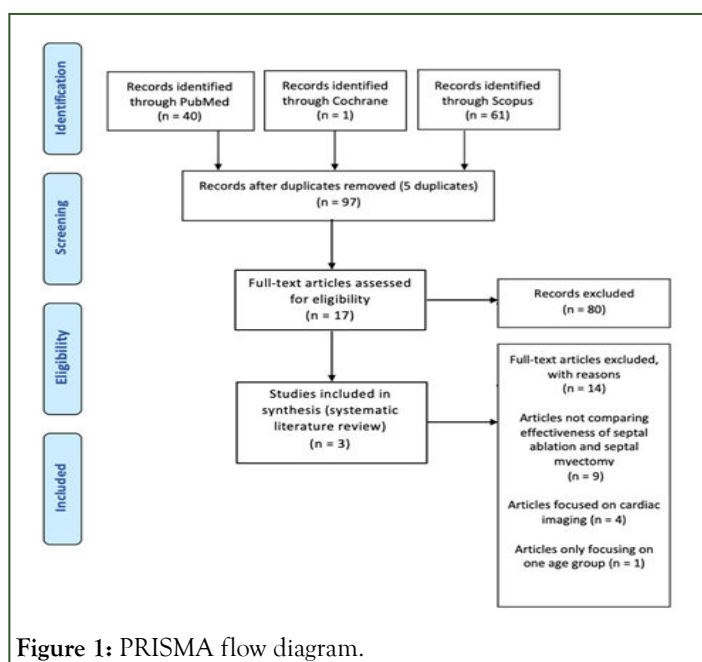 Identification
Records identified
through PubMed
(n = 40)
Records identified
through Cochrane
(n = 1)
Records identified
through Scopus
(n = 61)
Screening
Records after duplicates removed (5 duplicates)
(n = 97)
Full-text articles assessed
for eligibility
(n = 17)
Records excluded
(n = 80)
Eligibility
Studies included in
synthesis (systematic
literature review)
(n = 3)
Full-text articles excluded,
with reasons
(n = 14)
Articles not comparing
effectiveness of septal
ablation and septal
myectomy
(n = 9)
Articles focused on cardiac
imaging (n = 4)
Articles only focusing on
one age group (n = 1)
Included
Figure 1: PRISMA flow diagram.